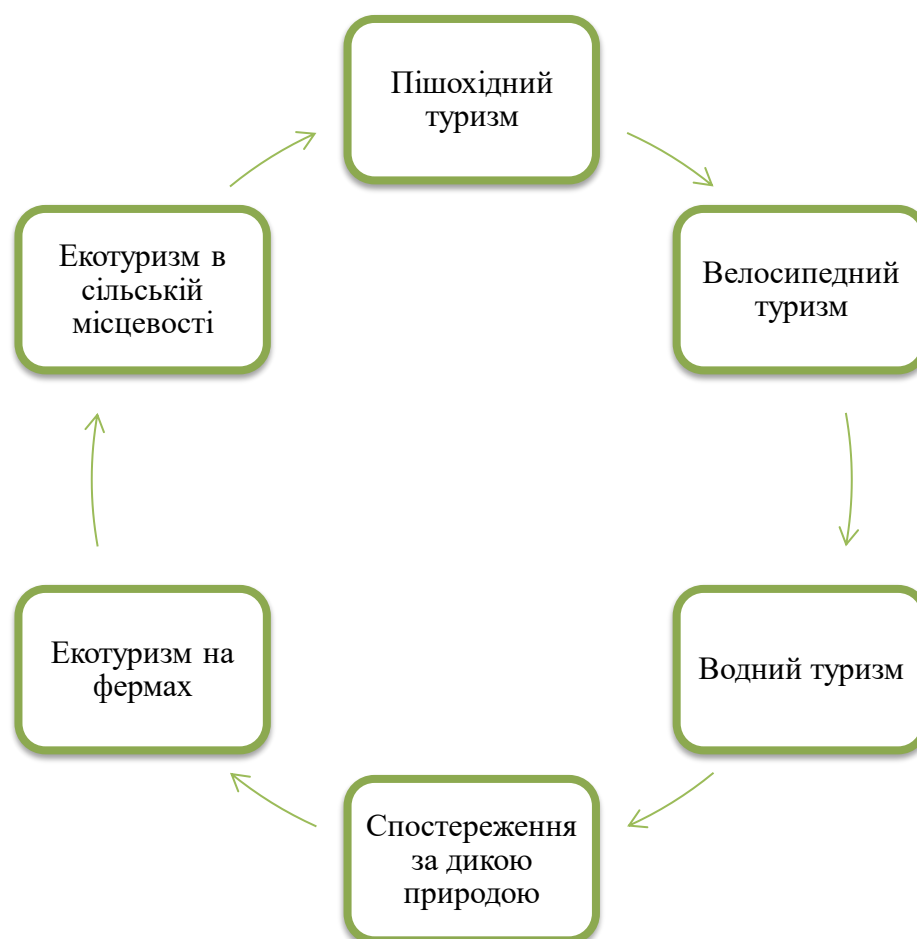 Пішохідний
туризм
Велосипедний
туризм
Водний туризм
Спостереження
за дикою
природою
Екотуризм на
фермах
Екотуризм в
сільській
місцевості